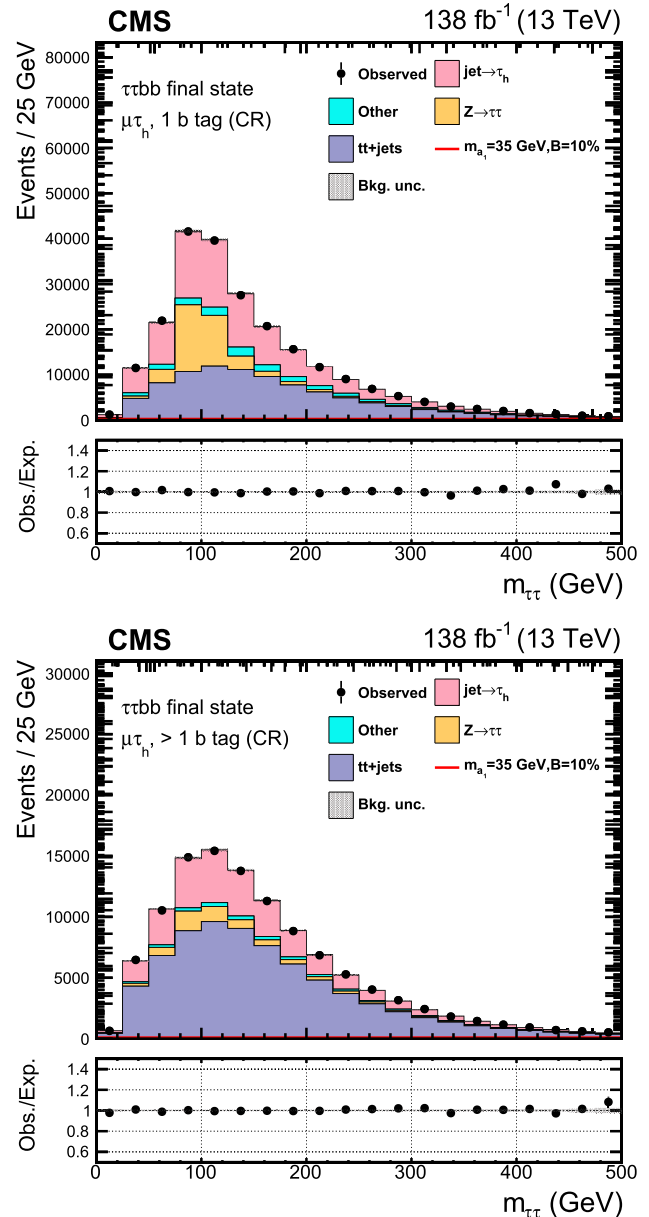 CMS 138 fb⁻¹ (13 TeV)
Events / 25 GeV
80000
70000
60000
50000
40000
30000
20000
10000
0
ττbb final state
μτₕ, 1 b tag (CR)
Observed
jet→τₕ
Other
Z→ττ
tt+jets
m_a₁=35 GeV,B=10%
Bkg. unc.
Obs./Exp.
1.4
1.2
1
0.8
0.6
0 100 200 300 400 500
m_ττ (GeV)
CMS 138 fb⁻¹ (13 TeV)
Events / 25 GeV
30000
25000
20000
15000
10000
5000
0
ττbb final state
μτₕ, > 1 b tag (CR)
Observed
jet→τₕ
Other
Z→ττ
tt+jets
m_a₁=35 GeV,B=10%
Bkg. unc.
Obs./Exp.
1.4
1.2
1
0.8
0.6
0 100 200 300 400 500
m_ττ (GeV)